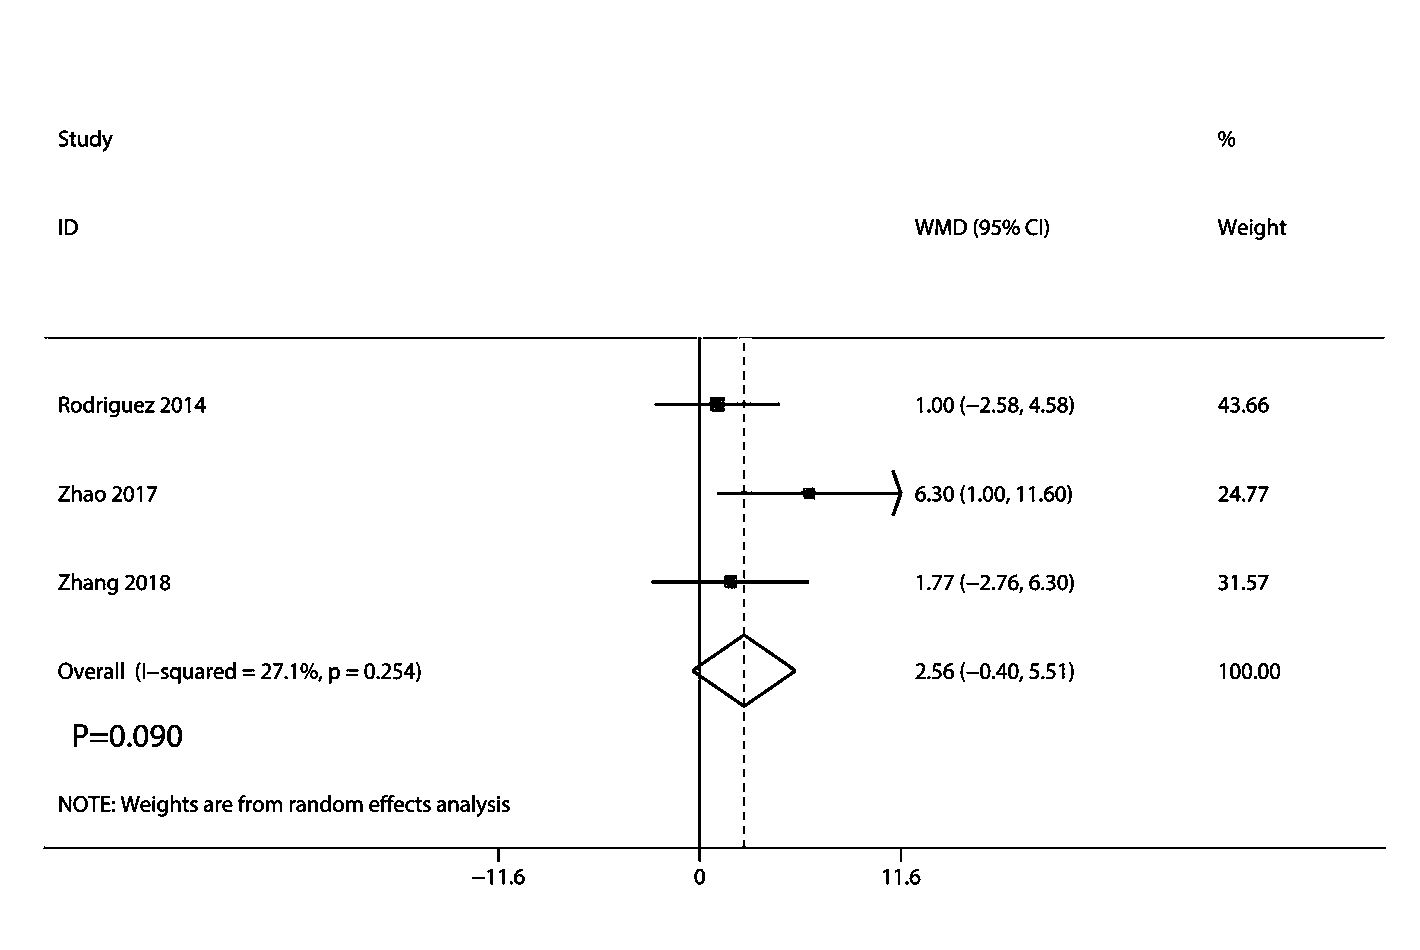 Study %
ID WMD (95% CI) Weight
Rodriguez 2014 1.00 (−2.58, 4.58) 43.66
Zhao 2017 6.30 (1.00, 11.60) 24.77
Zhang 2018 1.77 (−2.76, 6.30) 31.57
Overall (I−squared = 27.1%, p = 0.254) 2.56 (−0.40, 5.51) 100.00
P=0.090
NOTE: Weights are from random effects analysis
−11.6 0 11.6